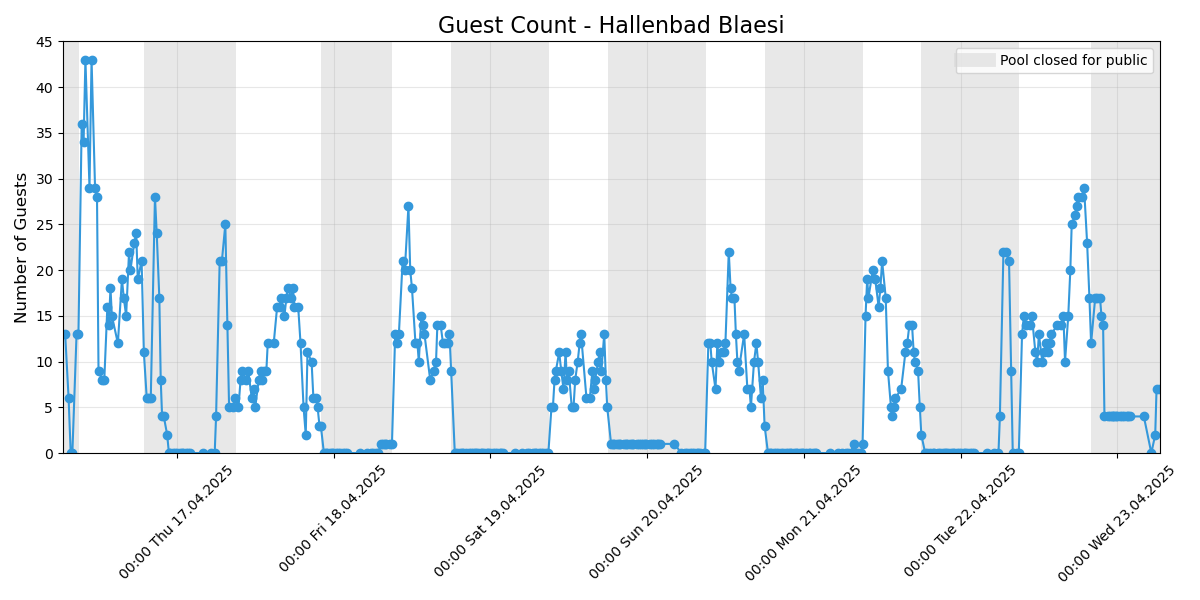 Guest Count - Hallenbad Blaesi
Pool closed for public
Number of Guests
45
40
35
30
25
20
15
10
5
0
00:00 Thu 17.04.2025
00:00 Fri 18.04.2025
00:00 Sat 19.04.2025
00:00 Sun 20.04.2025
00:00 Mon 21.04.2025
00:00 Tue 22.04.2025
00:00 Wed 23.04.2025